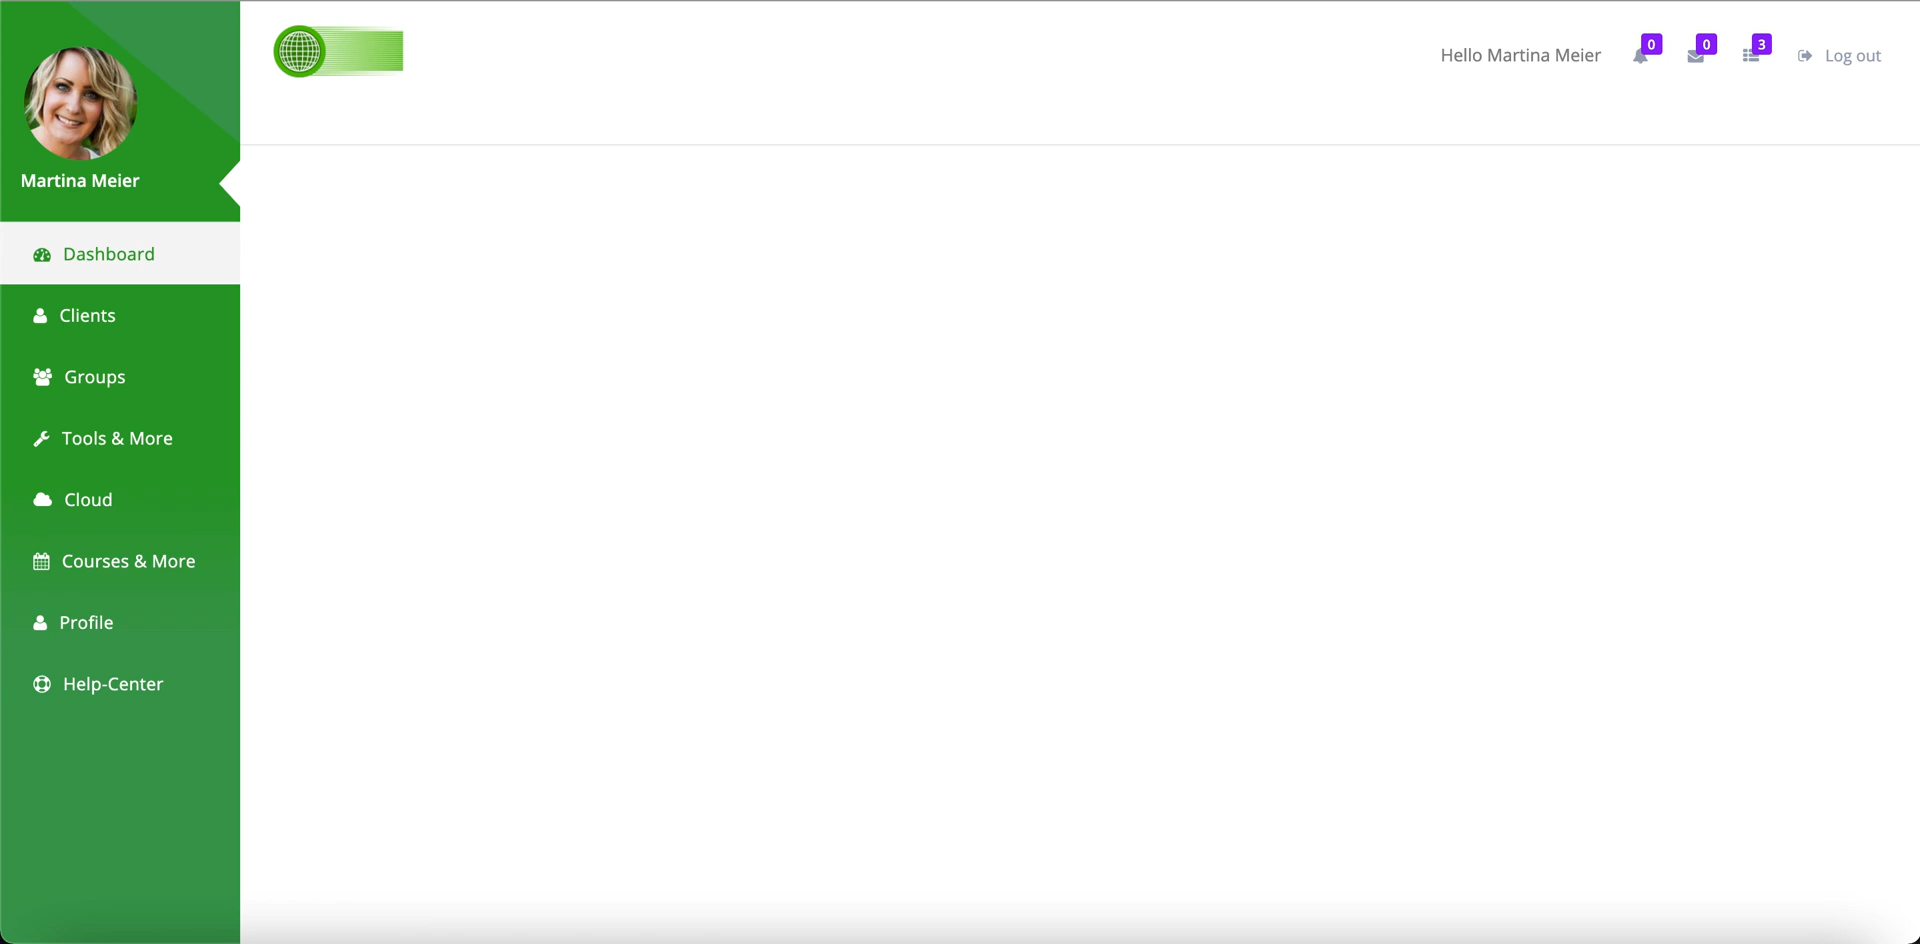 Hello Martina Meier 0 0 3 Log out
Martina Meier
Dashboard
Clients
Groups
Tools & More
Cloud
Courses & More
Profile
Help-Center